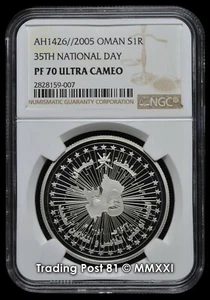 AH1426//2005 OMAN S1R
35TH NATIONAL DAY
PF 70 ULTRA CAMEO
2828159-007
NUMISMATIC GUARANTY CORPORATION
NGC
Trading Post 81 © MMXXI